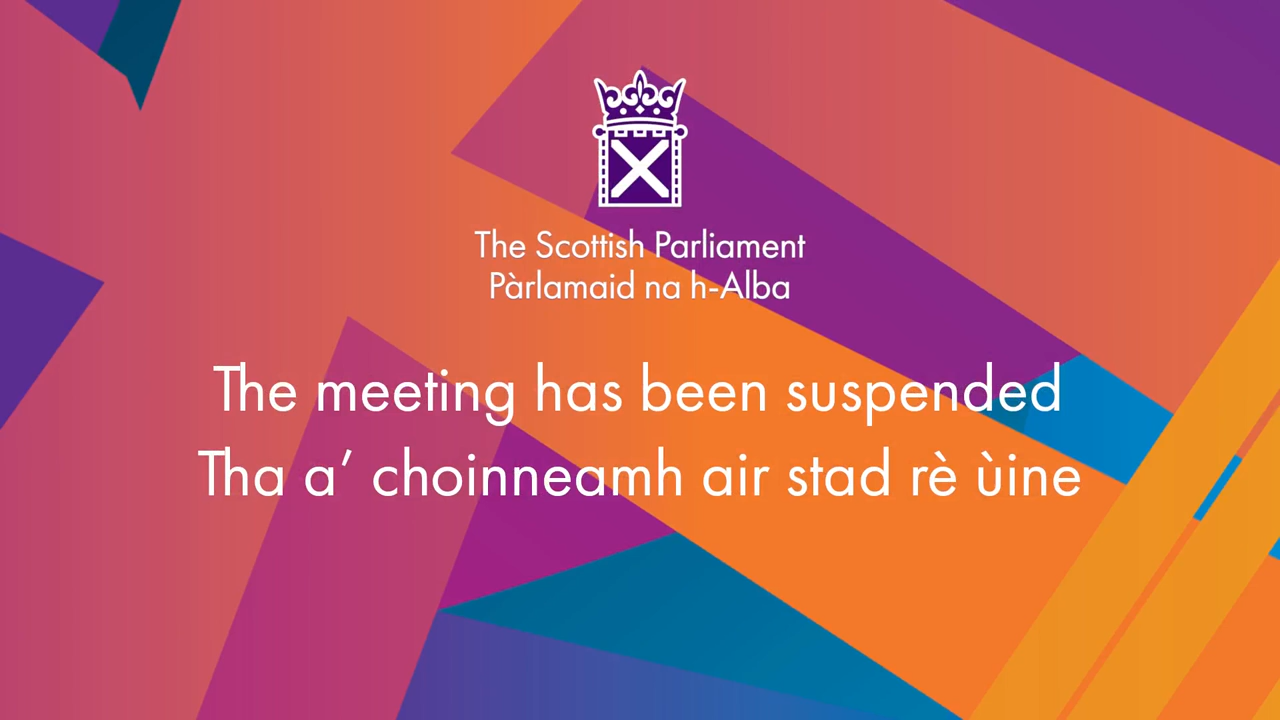 The Scottish Parliament
Pàrlamaid na h-Alba
The meeting has been suspended
Tha a’ choinneamh air stad rè ùine